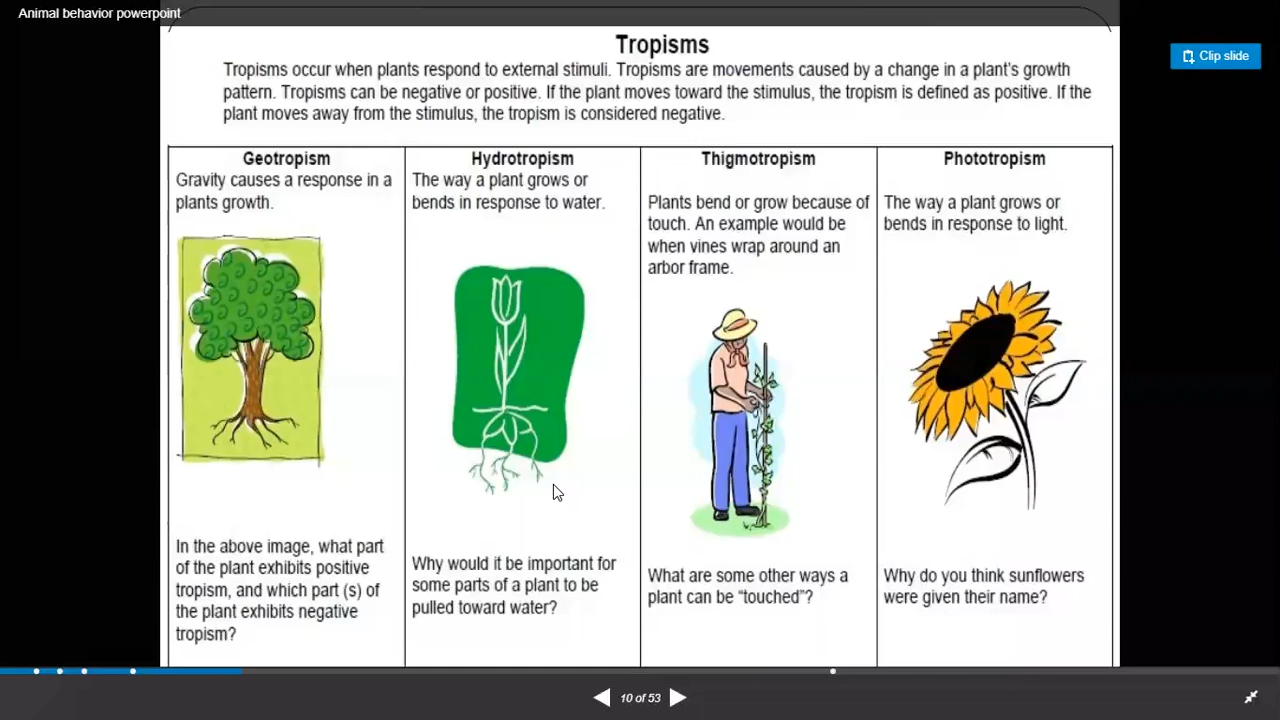 Animal behavior powerpoint
Clip slide
Tropisms
Tropisms occur when plants respond to external stimuli. Tropisms are movements caused by a change in a plant's growth
pattern. Tropisms can be negative or positive. If the plant moves toward the stimulus, the tropism is defined as positive. If the
plant moves away from the stimulus, the tropism is considered negative.
Geotropism
Gravity causes a response in a
plants growth.
In the above image, what part
of the plant exhibits positive
tropism, and which part (s) of
the plant exhibits negative
tropism?
Hydrotropism
The way a plant grows or
bends in response to water.
Why would it be important for
some parts of a plant to be
pulled toward water?
Thigmotropism
Plants bend or grow because of
touch. An example would be
when vines wrap around an
arbor frame.
What are some other ways a
plant can be “touched”?
Phototropism
The way a plant grows or
bends in response to light.
Why do you think sunflowers
were given their name?
10 of 53